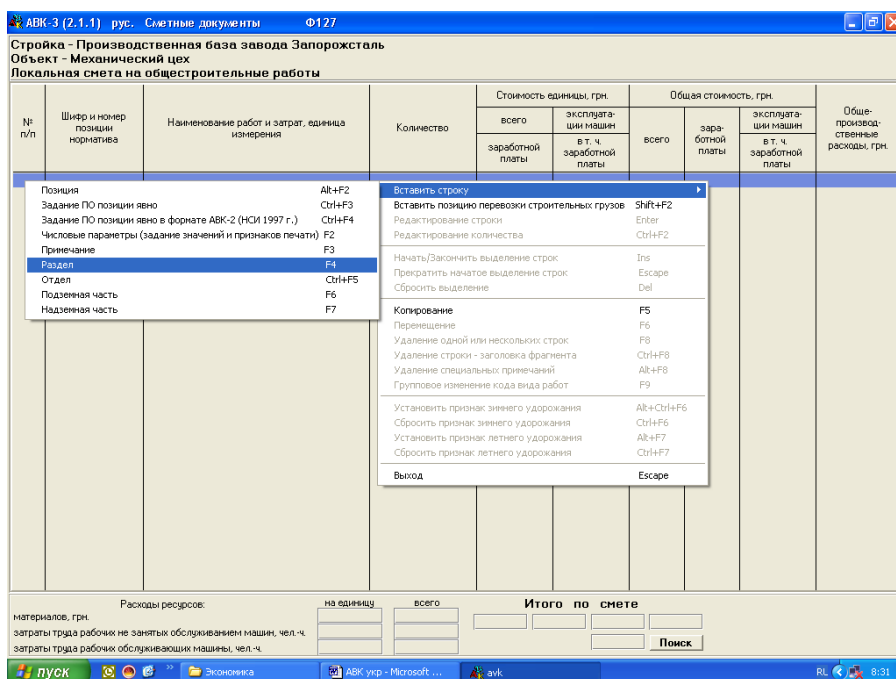 АВК-3 (2.1.1) рус. Сметные документы Ф127
Стройка - Производственная база завода Запорожсталь
Объект - Механический цех
Локальная смета на общестроительные работы
№ п/п
Шифр и номер позиции норматива
Наименование работ и затрат, единица измерения
Количество
Стоимость единицы, грн.
всего
заработной платы
эксплуата-ции машин
в т. ч. заработной платы
Общая стоимость, грн.
всего
зара-ботной платы
эксплуата-ции машин
в т. ч. заработной платы
Обще-производ-ственные расходы, грн.
Позиция Alt+F2
Задание ПО позиции явно Ctrl+F3
Задание ПО позиции явно в формате АВК-2 (НСИ 1997 г.) Ctrl+F4
Числовые параметры (задание значений и признаков печати) F2
Примечание F3
Раздел F4
Отдел Ctrl+F5
Подземная часть F6
Надземная часть F7
Вставить строку
Вставить позицию перевозки строительных грузов Shift+F2
Редактирование строки Enter
Редактирование количества Ctrl+F2
Начать/Закончить выделение строк Ins
Прекратить начатое выделение строк Escape
Сбросить выделение Del
Копирование F5
Перемещение F6
Удаление одной или нескольких строк F8
Удаление строки - заголовка фрагмента Ctrl+F8
Удаление специальных примечаний Alt+F8
Групповое изменение кода вида работ F9
Установить признак зимнего удорожания Alt+Ctrl+F6
Сбросить признак зимнего удорожания Ctrl+F6
Установить признак летнего удорожания Alt+F7
Сбросить признак летнего удорожания Ctrl+F7
Выход Escape
Расходы ресурсов: на единицу всего Итого по смете
материалов, грн.
затраты труда рабочих не занятых обслуживанием машин, чел.-ч.
затраты труда рабочих обслуживающих машины, чел.-ч.
Поиск
пуск » Экономика АВК укр - Microsoft ... avk RL 8:31